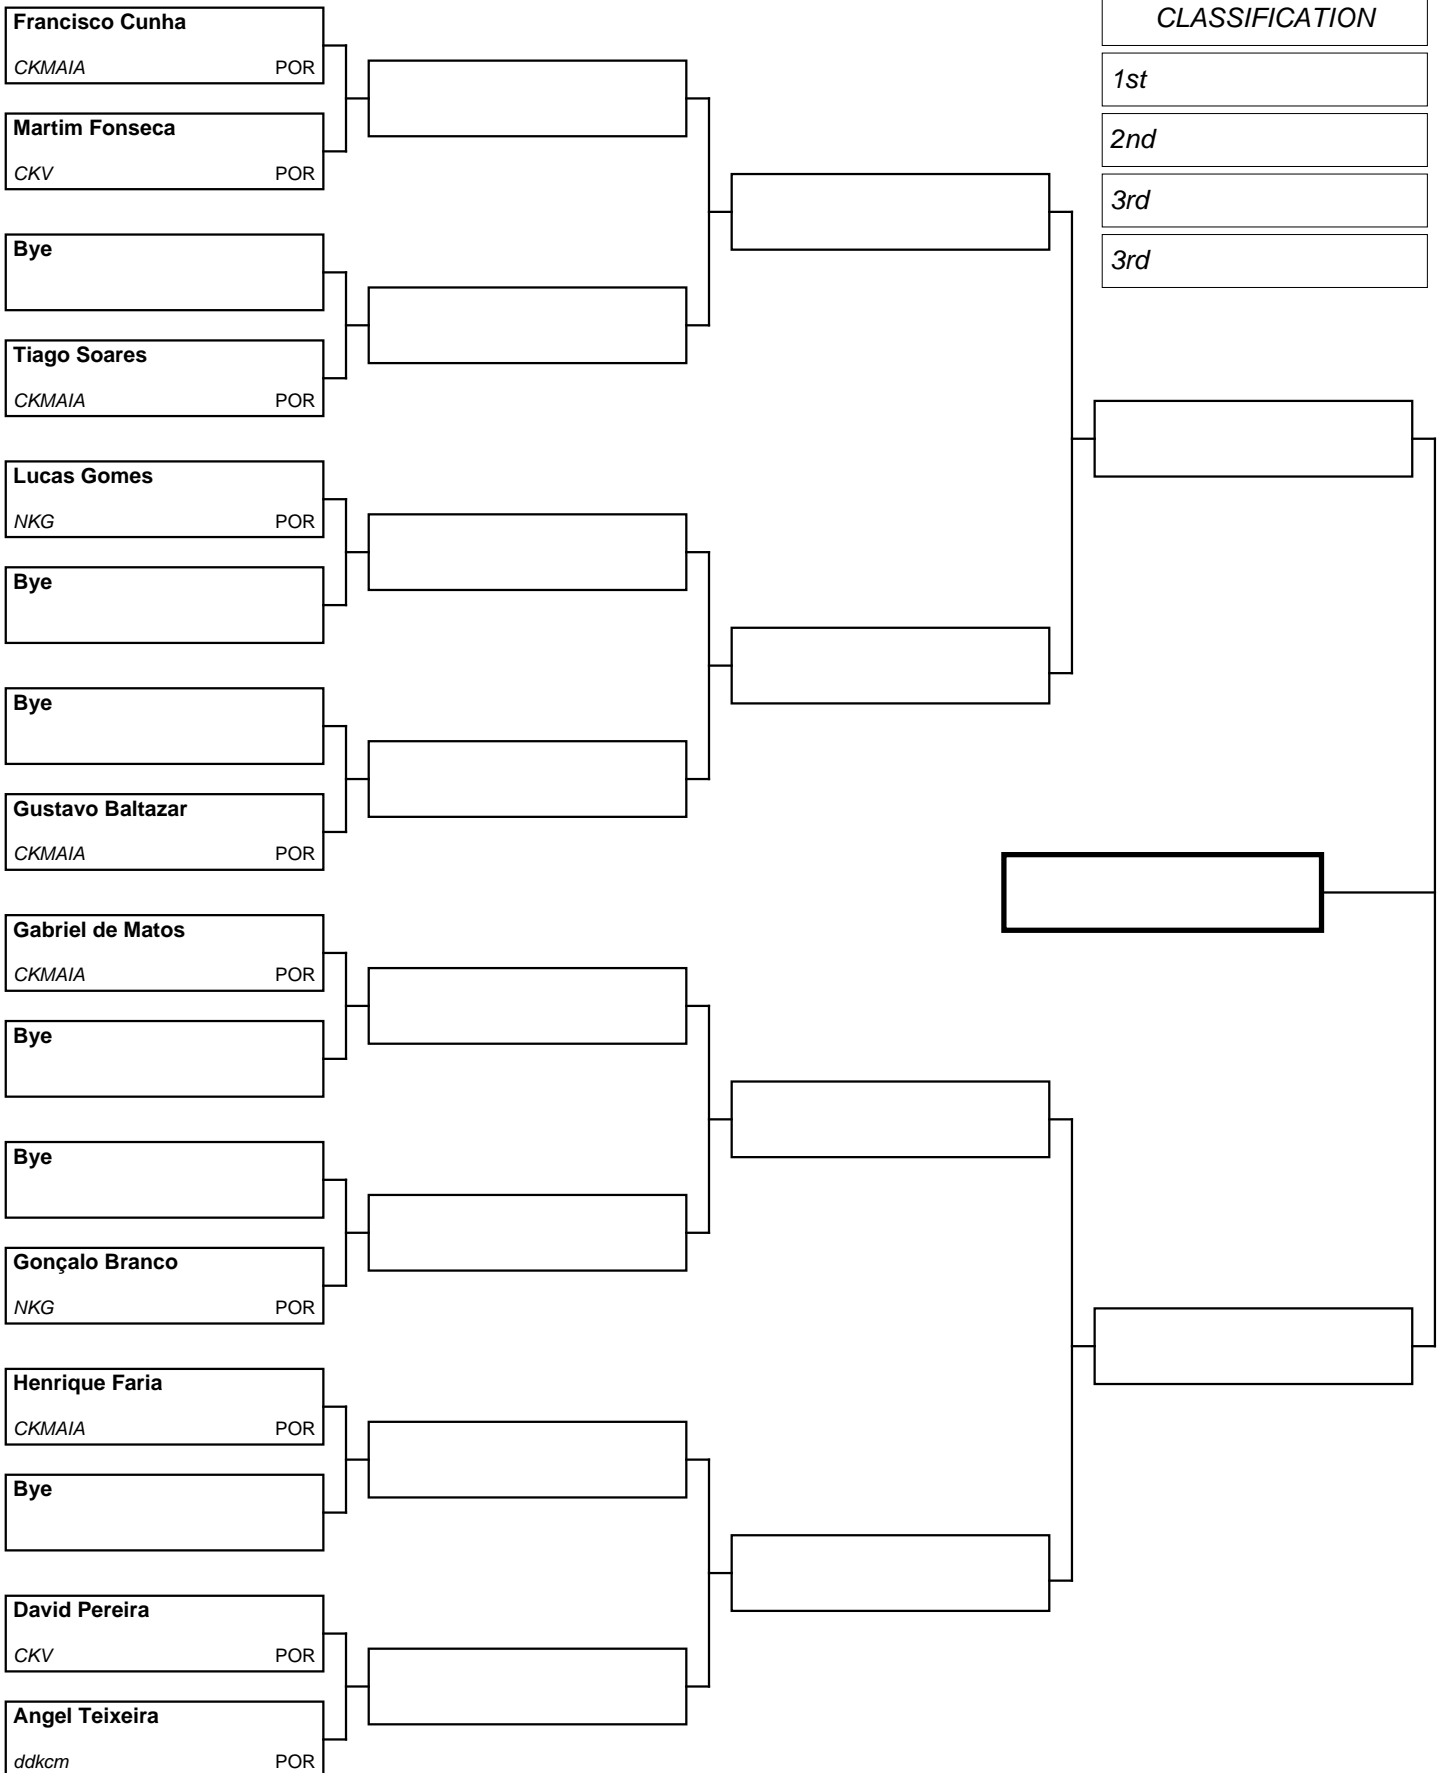 Francisco Cunha
CKMAIA POR
Martim Fonseca
CKV POR
Bye
Tiago Soares
CKMAIA POR
Lucas Gomes
NKG POR
Bye
Bye
Gustavo Baltazar
CKMAIA POR
Gabriel de Matos
CKMAIA POR
Bye
Bye
Gonçalo Branco
NKG POR
Henrique Faria
CKMAIA POR
Bye
David Pereira
CKV POR
Angel Teixeira
ddkcm POR
CLASSIFICATION
1st
2nd
3rd
3rd